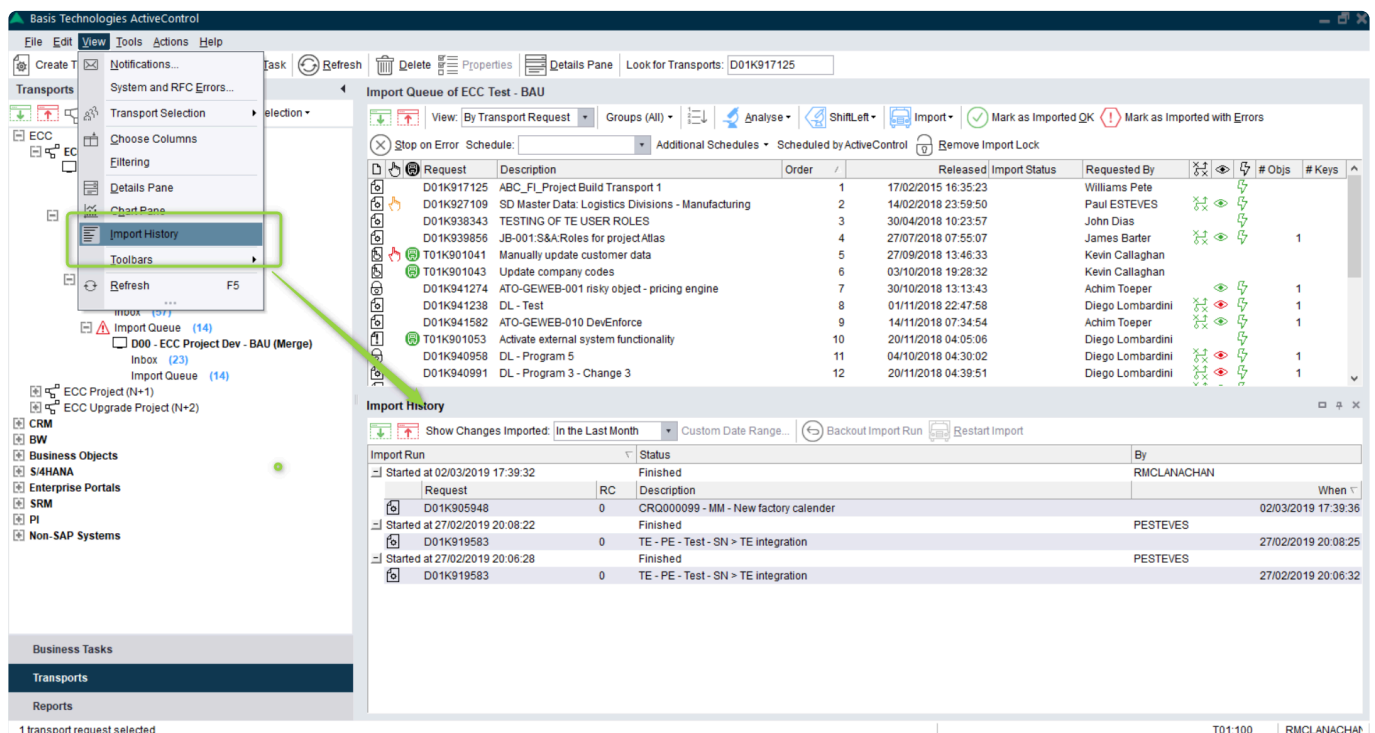 Basis Technologies ActiveControl
File Edit View Tools Actions Help
Create T Task Refresh Delete Properties Details Pane Look for Transports: D01K917125
Notifications...
System and RFC Errors...
Transport Selection
Choose Columns
Filtering
Details Pane
Chart Pane
Import History
Toolbars
Refresh F5
Transports
election
ECC
EC
Inbox (57)
Import Queue (14)
D00 - ECC Project Dev - BAU (Merge)
Inbox (23)
Import Queue (14)
ECC Project (N+1)
ECC Upgrade Project (N+2)
CRM
BW
Business Objects
S/4HANA
Enterprise Portals
SRM
PI
Non-SAP Systems
Business Tasks
Transports
Reports
Import Queue of ECC Test - BAU
View: By Transport Request Groups (All) Analyse ShiftLeft Import Mark as Imported OK Mark as Imported with Errors
Stop on Error Schedule: Additional Schedules Scheduled by ActiveControl Remove Import Lock
Request Description Order Released Import Status Requested By # Objs # Keys
D01K917125 ABC_FI_Project Build Transport 1 1 17/02/2015 16:35:23 Williams Pete
D01K927109 SD Master Data: Logistics Divisions - Manufacturing 2 14/02/2018 23:59:50 Paul ESTEVES
D01K938343 TESTING OF TE USER ROLES 3 30/04/2018 10:23:57 John Dias
D01K939856 JB-001:S&A:Roles for project Atlas 4 27/07/2018 07:55:07 James Barter 1
T01K901041 Manually update customer data 5 27/09/2018 13:46:33 Kevin Callaghan
T01K901043 Update company codes 6 03/10/2018 19:28:32 Kevin Callaghan
D01K941274 ATO-GEWEB-001 risky object - pricing engine 7 30/10/2018 13:13:43 Achim Toeper 1
D01K941238 DL - Test 8 01/11/2018 22:47:58 Diego Lombardini 1
D01K941582 ATO-GEWEB-010 DevEnforce 9 14/11/2018 07:34:54 Achim Toeper 1
T01K901053 Activate external system functionality 10 20/11/2018 04:05:06 Diego Lombardini
D01K940958 DL - Program 5 11 04/10/2018 04:30:02 Diego Lombardini 1
D01K940991 DL - Program 3 - Change 3 12 20/11/2018 04:39:51 Diego Lombardini 1
Import History
Show Changes Imported: In the Last Month Custom Date Range... Backout Import Run Restart Import
Import Run Status By
Started at 02/03/2019 17:39:32 Finished RMCLANACHAN
Request RC Description When
D01K905948 0 CRQ000099 - MM - New factory calender 02/03/2019 17:39:36
Started at 27/02/2019 20:08:22 Finished PESTEVES
D01K919583 0 TE - PE - Test - SN > TE integration 27/02/2019 20:08:25
Started at 27/02/2019 20:06:28 Finished PESTEVES
D01K919583 0 TE - PE - Test - SN > TE integration 27/02/2019 20:06:32
1 transport request selected T01:100 RMCLANACHAN